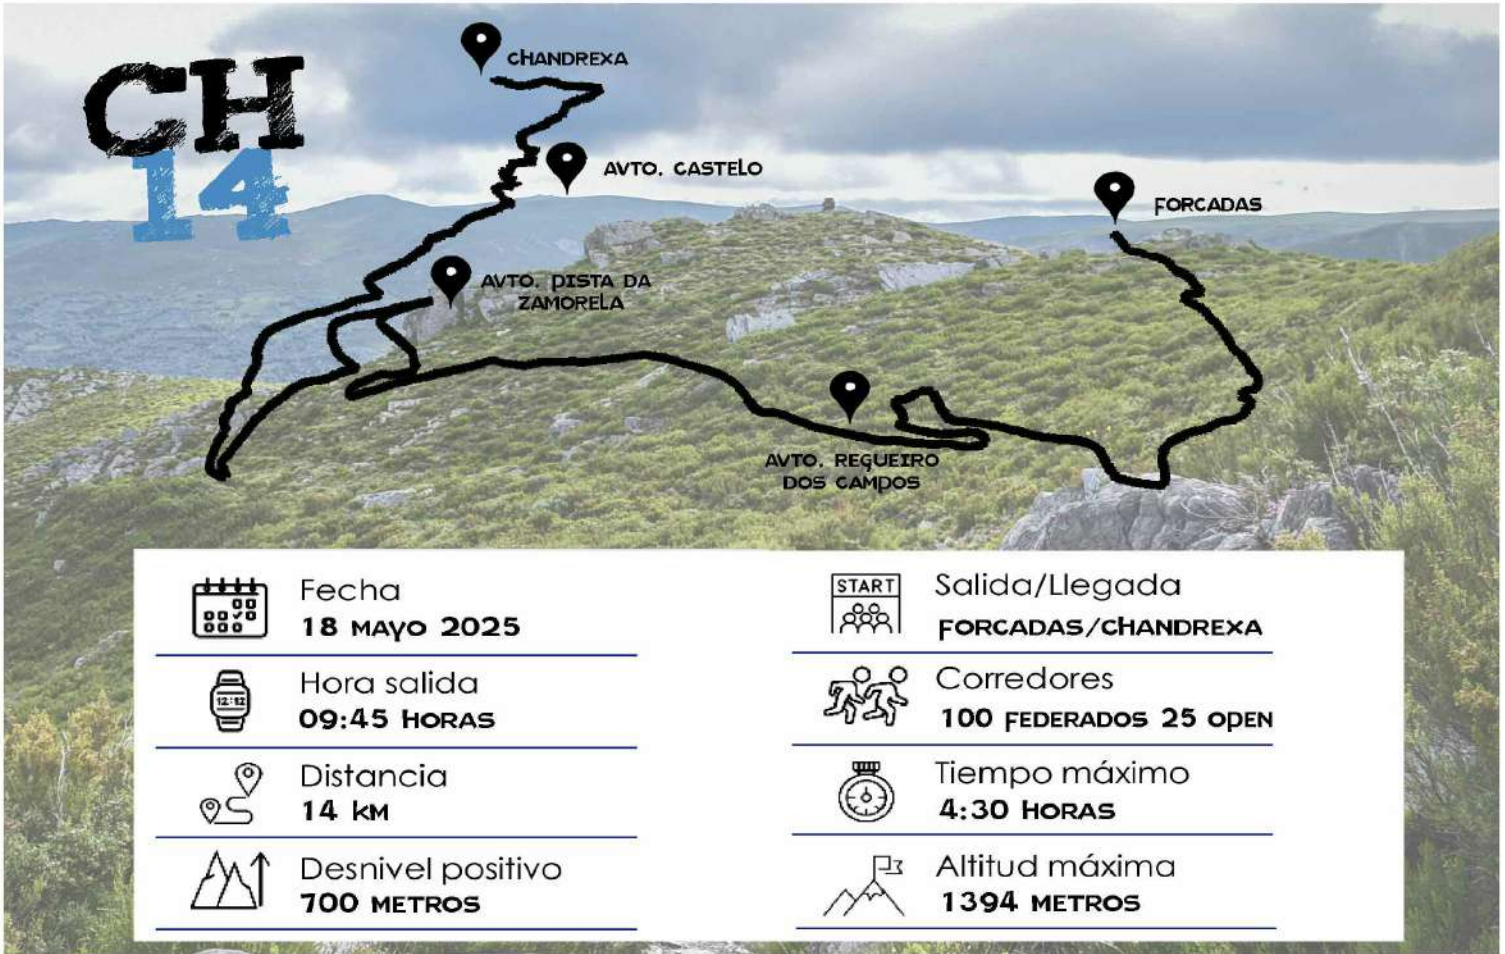 CH
14
CHANDREXA
AVTO. CASTELO
FORCADAS
AVTO. PISTA DA
ZAMORELA
AVTO. REGUEIRO
DOS CAMPOS
Fecha
18 MAYO 2025
Hora salida
12:12
09:45 HORAS
Distancia
14 KM
Desnivel positivo
700 METROS
START
Salida/Llegada
FORCADAS/CHANDREXA
Corredores
100 FEDERADOS 25 OPEN
Tiempo máximo
4:30 HORAS
Altitud máxima
1394 METROS